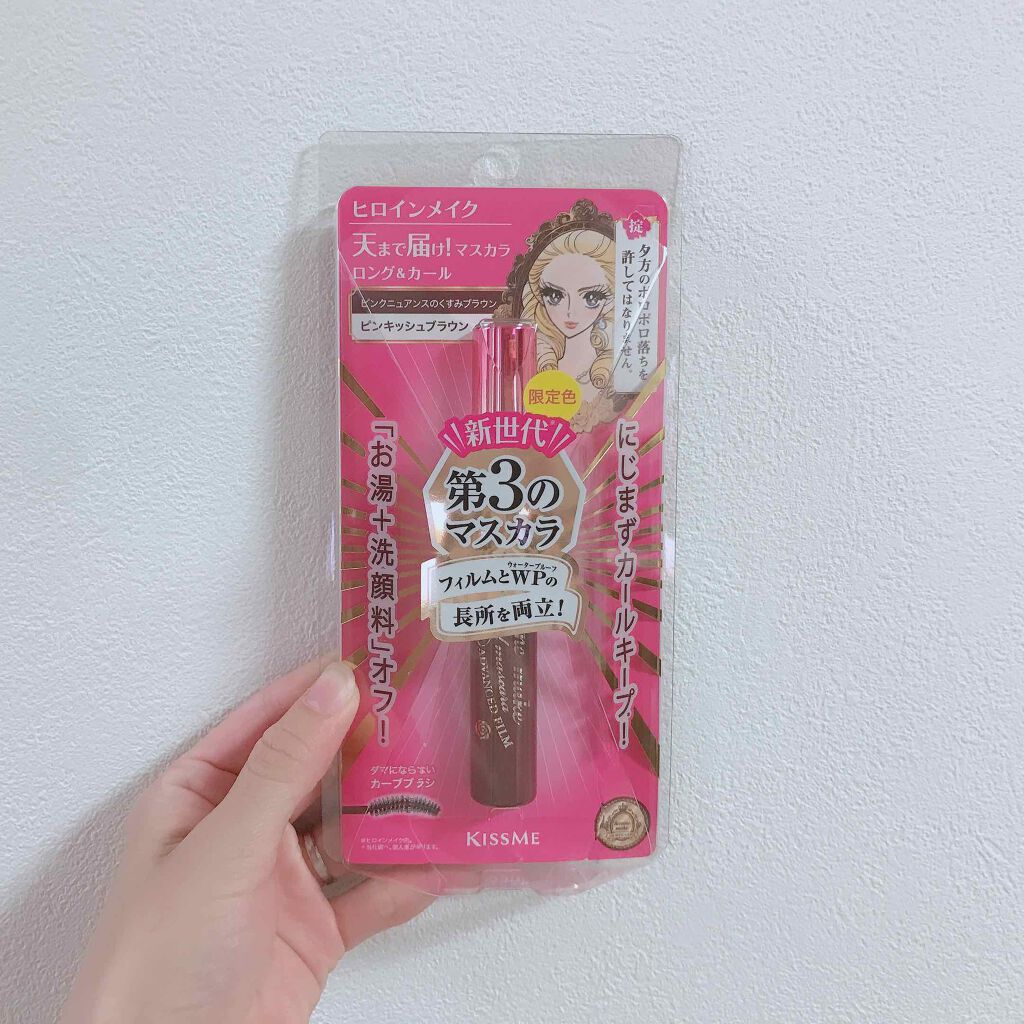 ヒロインメイク
天まで届け!マスカラ
ロング&カール
ピンクニュアンスのくすみブラウン
ピンキッシュブラウン
掟
夕方のポロポロ落ちを
許してはなりません。
限定色
新世代
第3の
マスカラ
ウォータープルーフ
フィルムとWPの
長所を両立!
にじまずカールキープ!
「お湯+洗顔料」オフ!
mascara
ADVANCED FILM
ダマにならない
カーブブラシ
KISSME